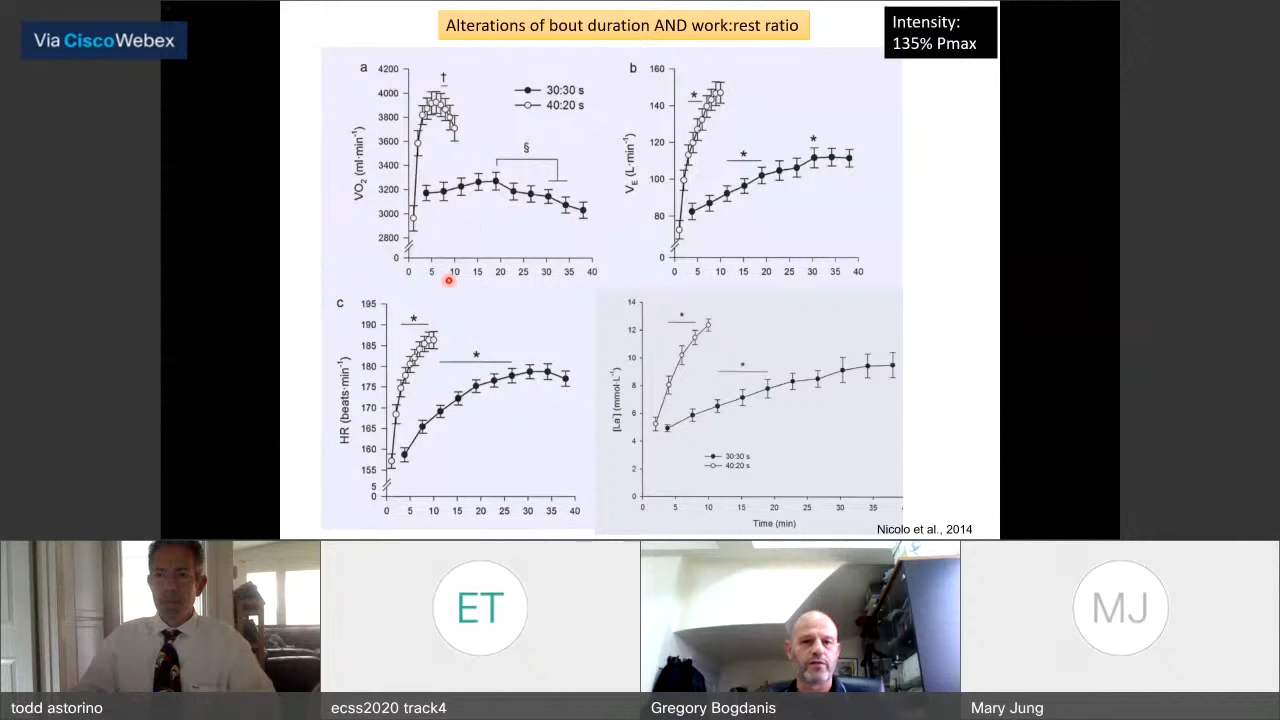 Via Cisco Webex
Alterations of bout duration AND work:rest ratio
Intensity:
135% Pmax
a
4200
4000
3800
3600
3400
3200
3000
2800
0
VO2 (ml·min-1)
†
30:30 s
40:20 s
§
0 5 10 15 20 25 30 35 40
b
160
140
120
100
80
0
VE (L·min-1)
*
*
*
0 5 10 15 20 25 30 35 40
c
195
190
185
180
175
170
165
160
155
5
0
HR (beats·min-1)
*
*
0 5 10 15 20 25 30 35 40
14
12
10
8
6
4
2
0
[La-] (mmol·L-1)
*
*
30:30 s
40:20 s
0 5 10 15 20 25 30 35
Time (min)
Nicolo et al., 2014
ET
MJ
todd astorino
ecss2020 track4
Gregory Bogdanis
Mary Jung